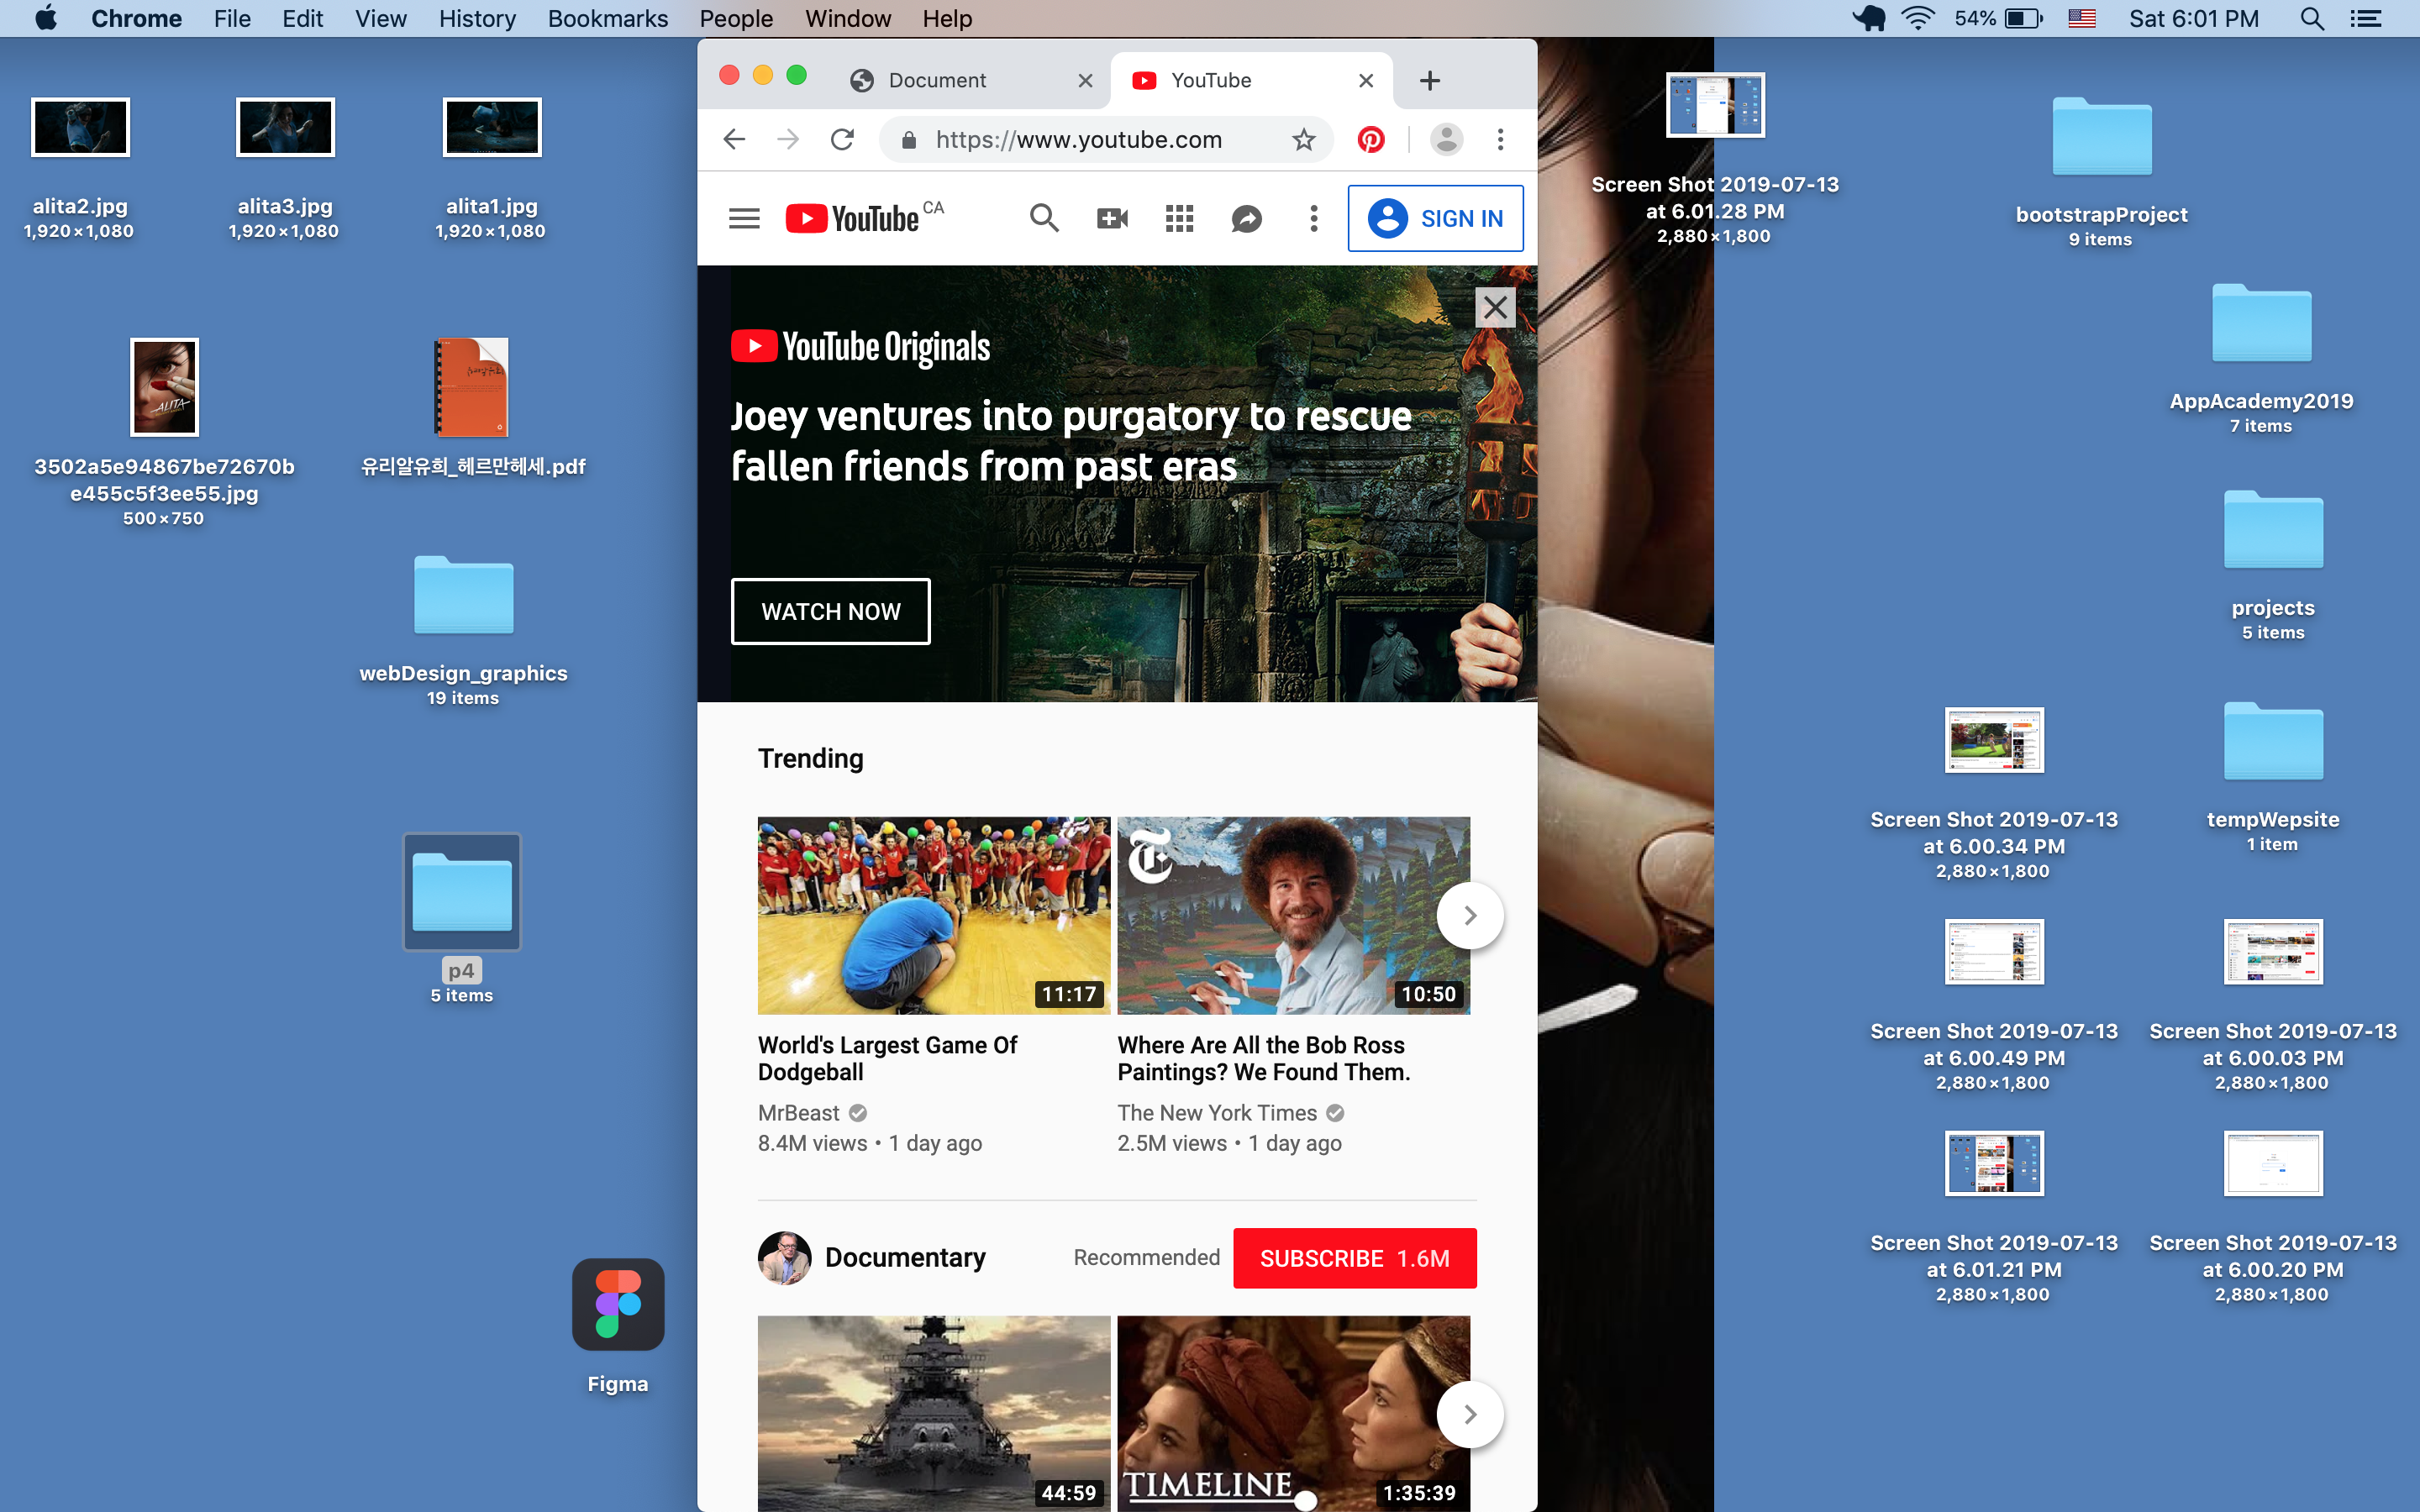 Chrome File Edit View History Bookmarks People Window Help
54% Sat 6:01 PM
alita2.jpg
1,920×1,080
alita3.jpg
1,920×1,080
alita1.jpg
1,920×1,080
ALITA
3502a5e94867be72670b
e455c5f3ee55.jpg
500×750
유리알유희_헤르만헤세.pdf
webDesign_graphics
19 items
p4
5 items
Figma
Document
YouTube
https://www.youtube.com
YouTube CA
SIGN IN
YouTube Originals
Joey ventures into purgatory to rescue
fallen friends from past eras
WATCH NOW
Trending
11:17
10:50
World's Largest Game Of
Dodgeball
MrBeast
8.4M views • 1 day ago
Where Are All the Bob Ross
Paintings? We Found Them.
The New York Times
2.5M views • 1 day ago
Documentary
Recommended
SUBSCRIBE 1.6M
44:59
TIMELINE
1:35:39
Screen Shot 2019-07-13
at 6.01.28 PM
2,880×1,800
bootstrapProject
9 items
AppAcademy2019
7 items
projects
5 items
Screen Shot 2019-07-13
at 6.00.34 PM
2,880×1,800
tempWepsite
1 item
Screen Shot 2019-07-13
at 6.00.49 PM
2,880×1,800
Screen Shot 2019-07-13
at 6.00.03 PM
2,880×1,800
Screen Shot 2019-07-13
at 6.01.21 PM
2,880×1,800
Screen Shot 2019-07-13
at 6.00.20 PM
2,880×1,800